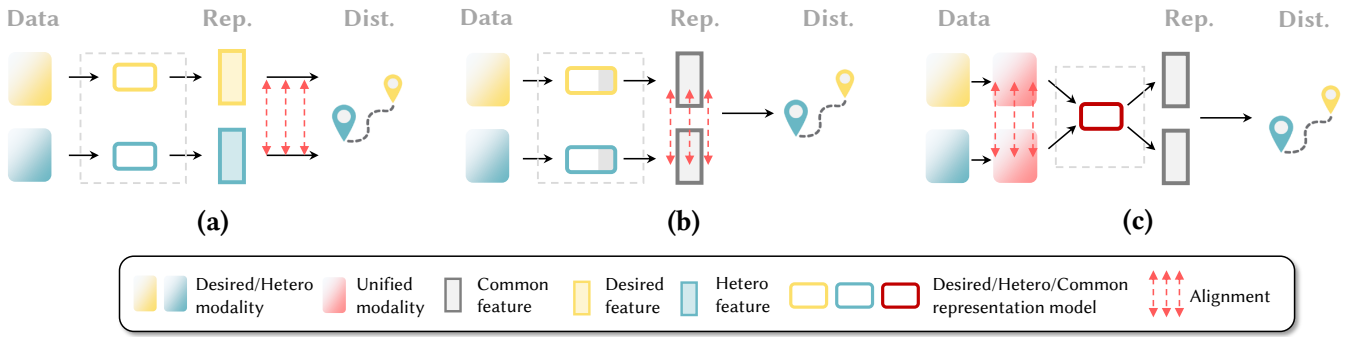 Data Rep. Dist.
(a)
Data Rep. Dist.
(b)
Data Rep. Dist.
(c)
Desired/Hetero
modality
Unified
modality
Common
feature
Desired
feature
Hetero
feature
Desired/Hetero/Common
representation model
Alignment